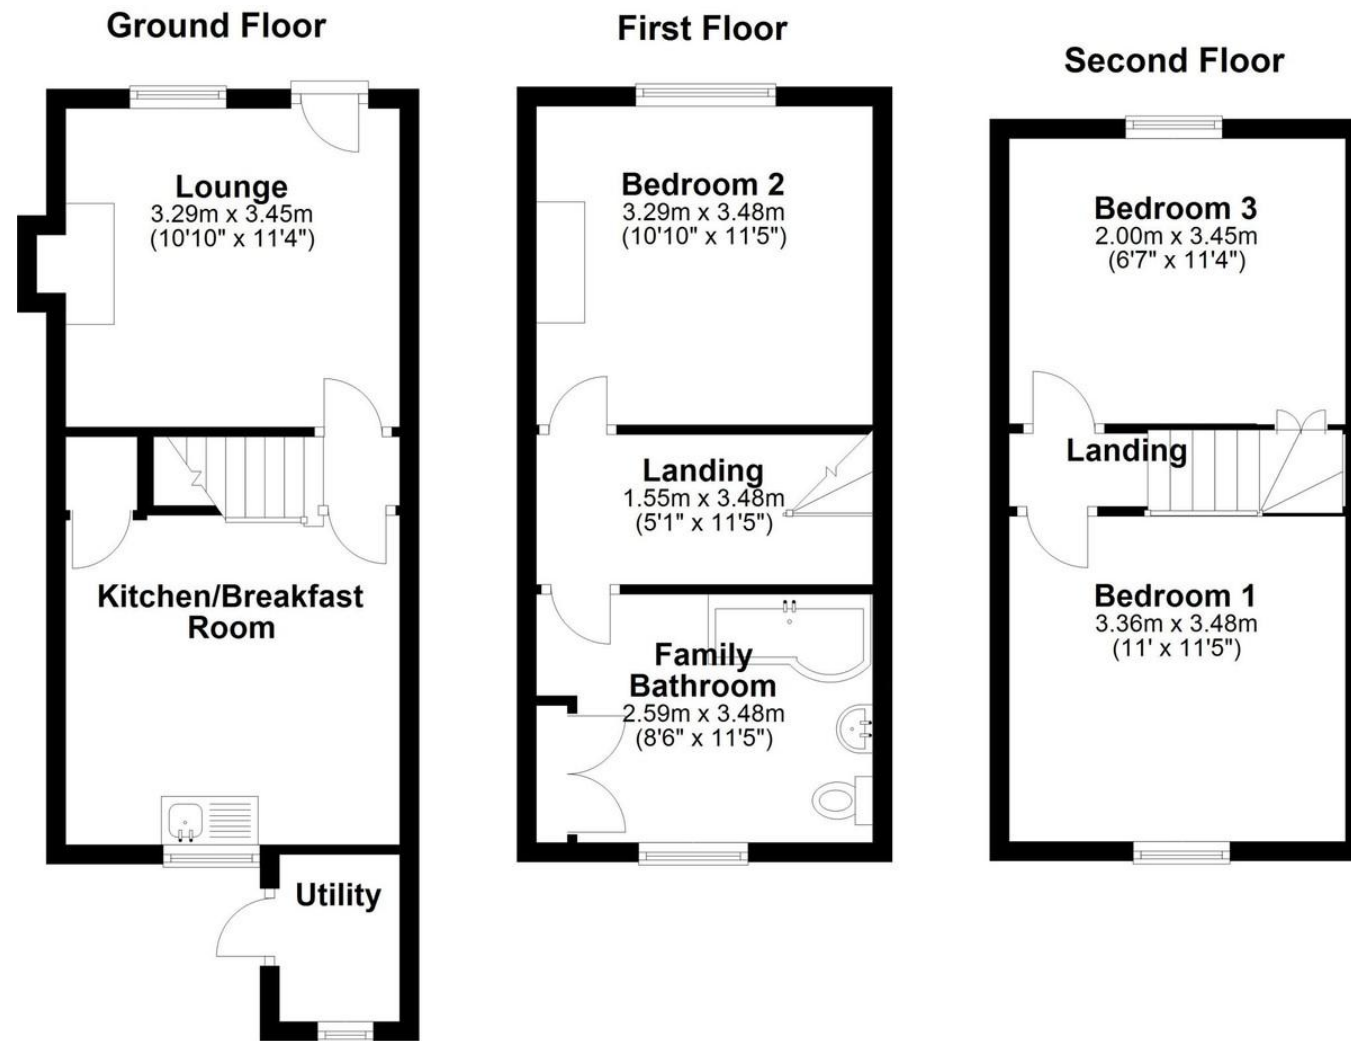 Ground Floor
Lounge
3.29m x 3.45m
(10'10" x 11'4")
Kitchen/Breakfast
Room
Utility
First Floor
Bedroom 2
3.29m x 3.48m
(10'10" x 11'5")
Landing
1.55m x 3.48m
(5'1" x 11'5")
Family
Bathroom
2.59m x 3.48m
(8'6" x 11'5")
Second Floor
Bedroom 3
2.00m x 3.45m
(6'7" x 11'4")
Landing
Bedroom 1
3.36m x 3.48m
(11' x 11'5")